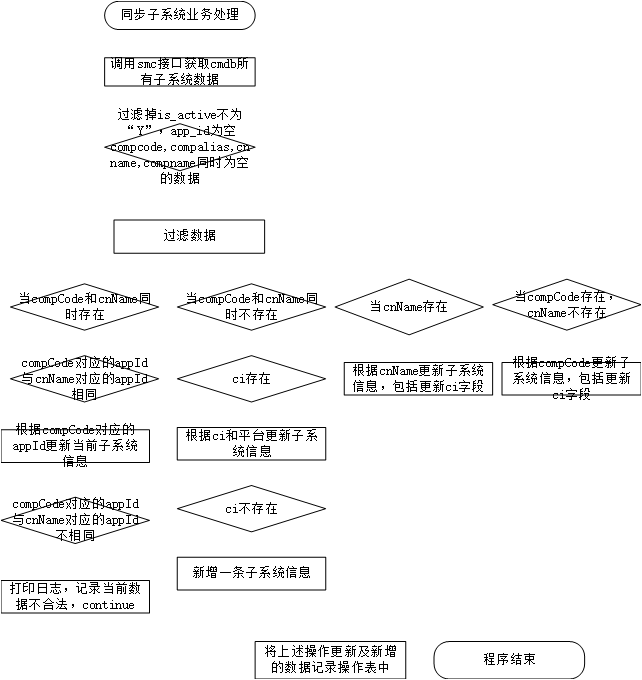 同步子系统业务处理
调用smc接口获取cmdb所
有子系统数据
过滤掉is_active不为
“Y”，app_id为空
compcode,compalias,cn
name,compname同时为空
的数据
过滤数据
当compCode和cnName同
时存在
当compCode和cnName同
时不存在
当cnName存在
当compCode存在，
cnName不存在
compCode对应的appId
与cnName对应的appId
相同
ci存在
根据cnName更新子系统
信息，包括更新ci字段
根据compCode更新子
系统信息，包括更新
ci字段
根据compCode对应的
appId更新当前子系统
信息
根据ci和平台更新子系
统信息
compCode对应的appId
与cnName对应的appId
不相同
ci不存在
打印日志，记录当前数
据不合法，continue
新增一条子系统信息
将上述操作更新及新增
的数据记录操作表中
程序结束